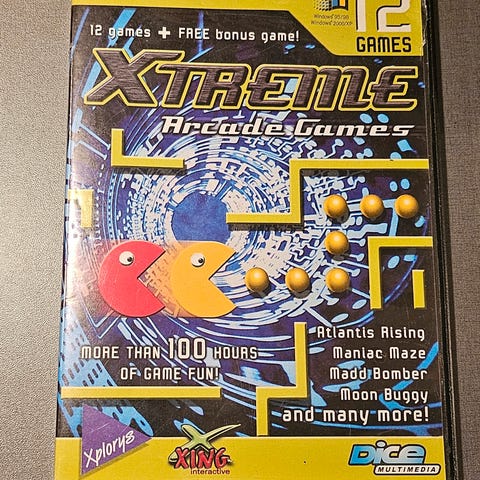 12 games + FREE bonus game!
Windows 95/98
Windows 2000/XP
12
GAMES
XTREME
Arcade Games
Atlantis Rising
Maniac Maze
Madd Bomber
Moon Buggy
and many more!
MORE THAN 100 HOURS
OF GAME FUN!
Xplorys
X
XING
interactive
Dice
MULTIMEDIA